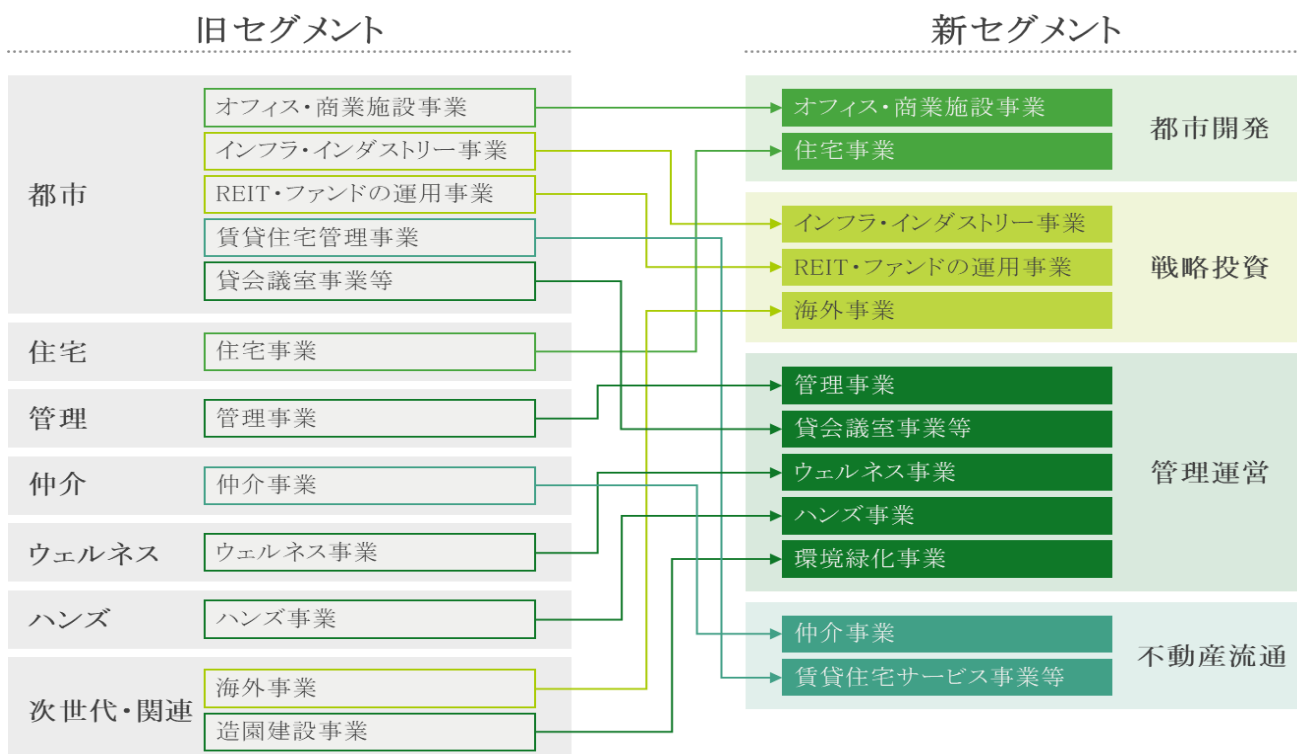 旧セグメント
都市
オフィス・商業施設事業
インフラ・インダストリー事業
REIT・ファンドの運用事業
賃貸住宅管理事業
貸会議室事業等
住宅
住宅事業
管理
管理事業
仲介
仲介事業
ウェルネス
ウェルネス事業
ハンズ
ハンズ事業
次世代・関連
海外事業
造園建設事業
新セグメント
オフィス・商業施設事業
住宅事業
都市開発
インフラ・インダストリー事業
REIT・ファンドの運用事業
海外事業
戦略投資
管理事業
貸会議室事業等
ウェルネス事業
ハンズ事業
環境緑化事業
管理運営
仲介事業
賃貸住宅サービス事業等
不動産流通